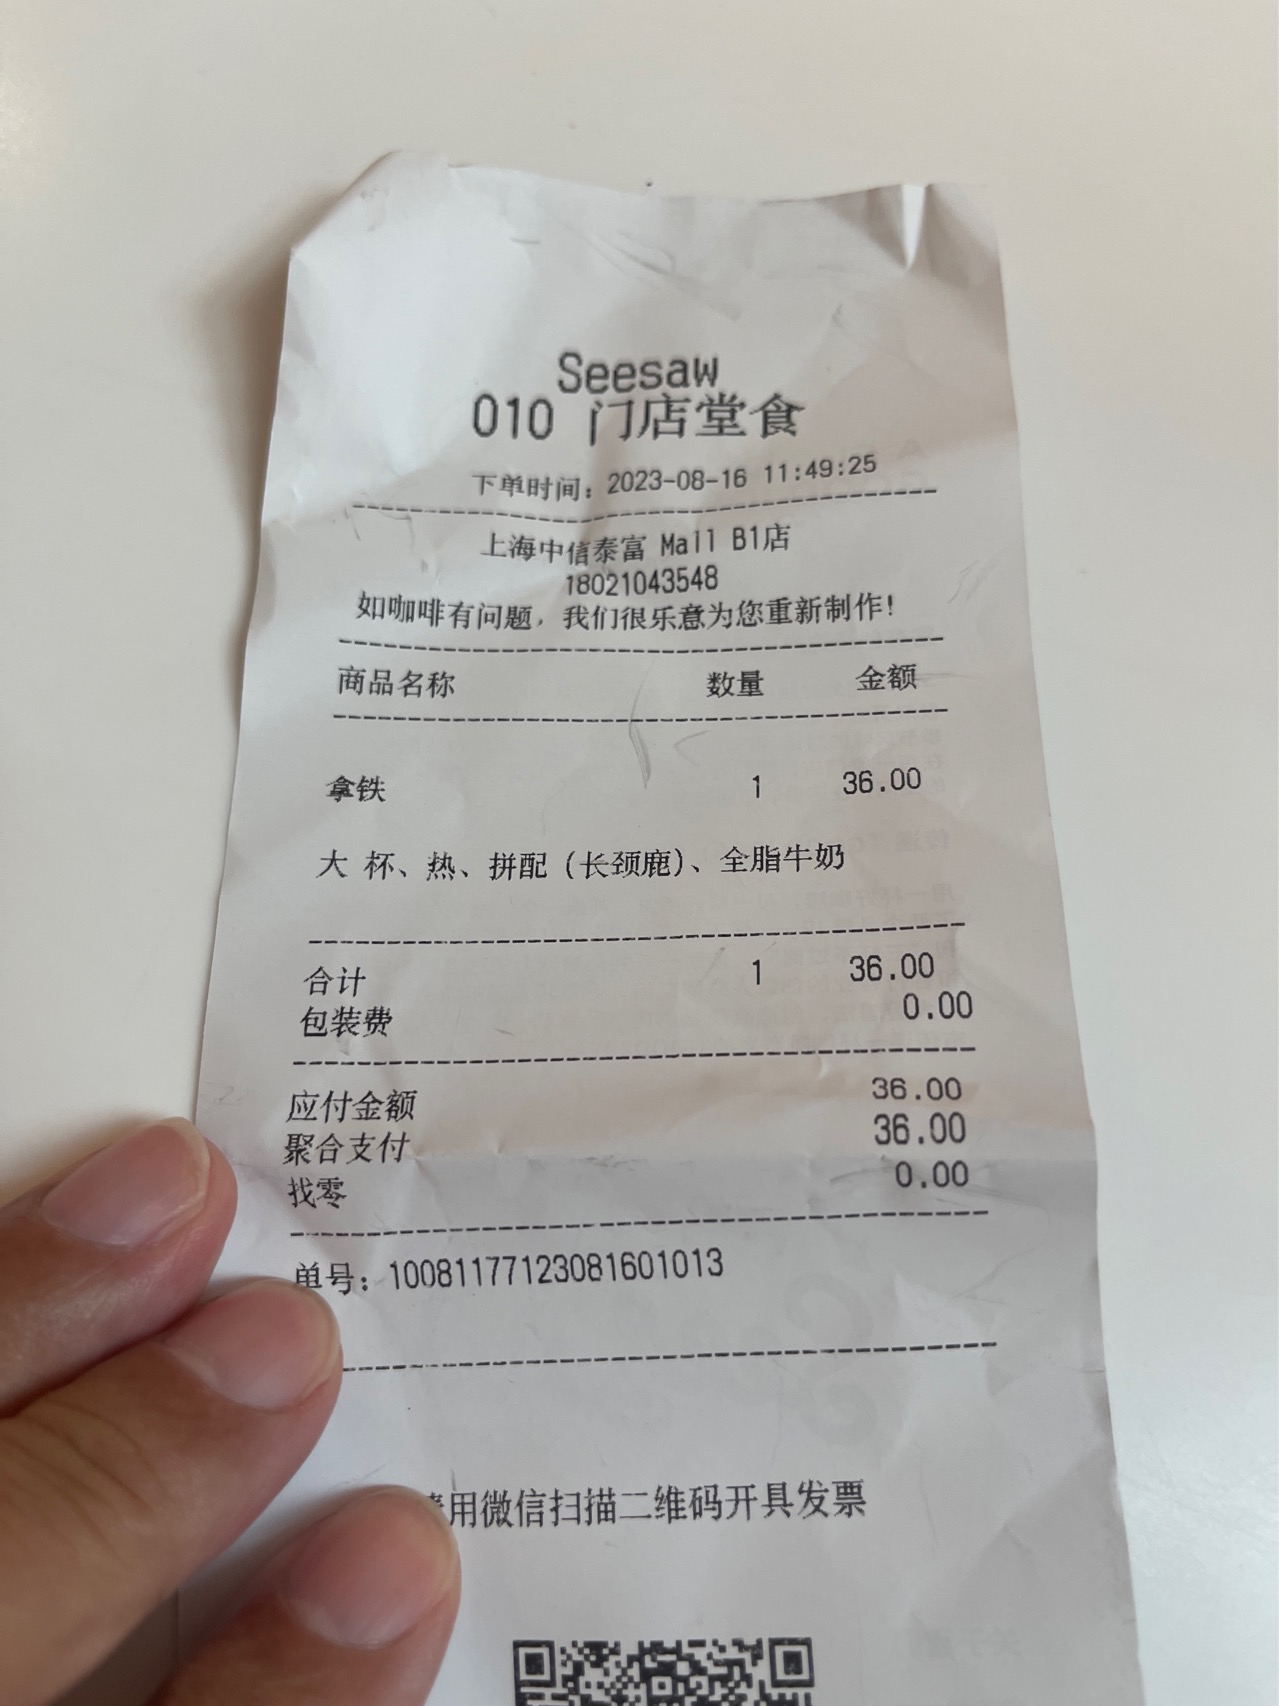 Seesaw
010 门店堂食
下单时间：2023-08-16 11:49:25
上海中信泰富 Mall B1店
18021043548
如咖啡有问题，我们很乐意为您重新制作!
商品名称 数量 金额
拿铁 1 36.00
大 杯、热、拼配(长颈鹿)、全脂牛奶
合计 1 36.00
包装费 0.00
应付金额 36.00
聚合支付 36.00
找零 0.00
单号：10081177123081601013
用微信扫描二维码开具发票